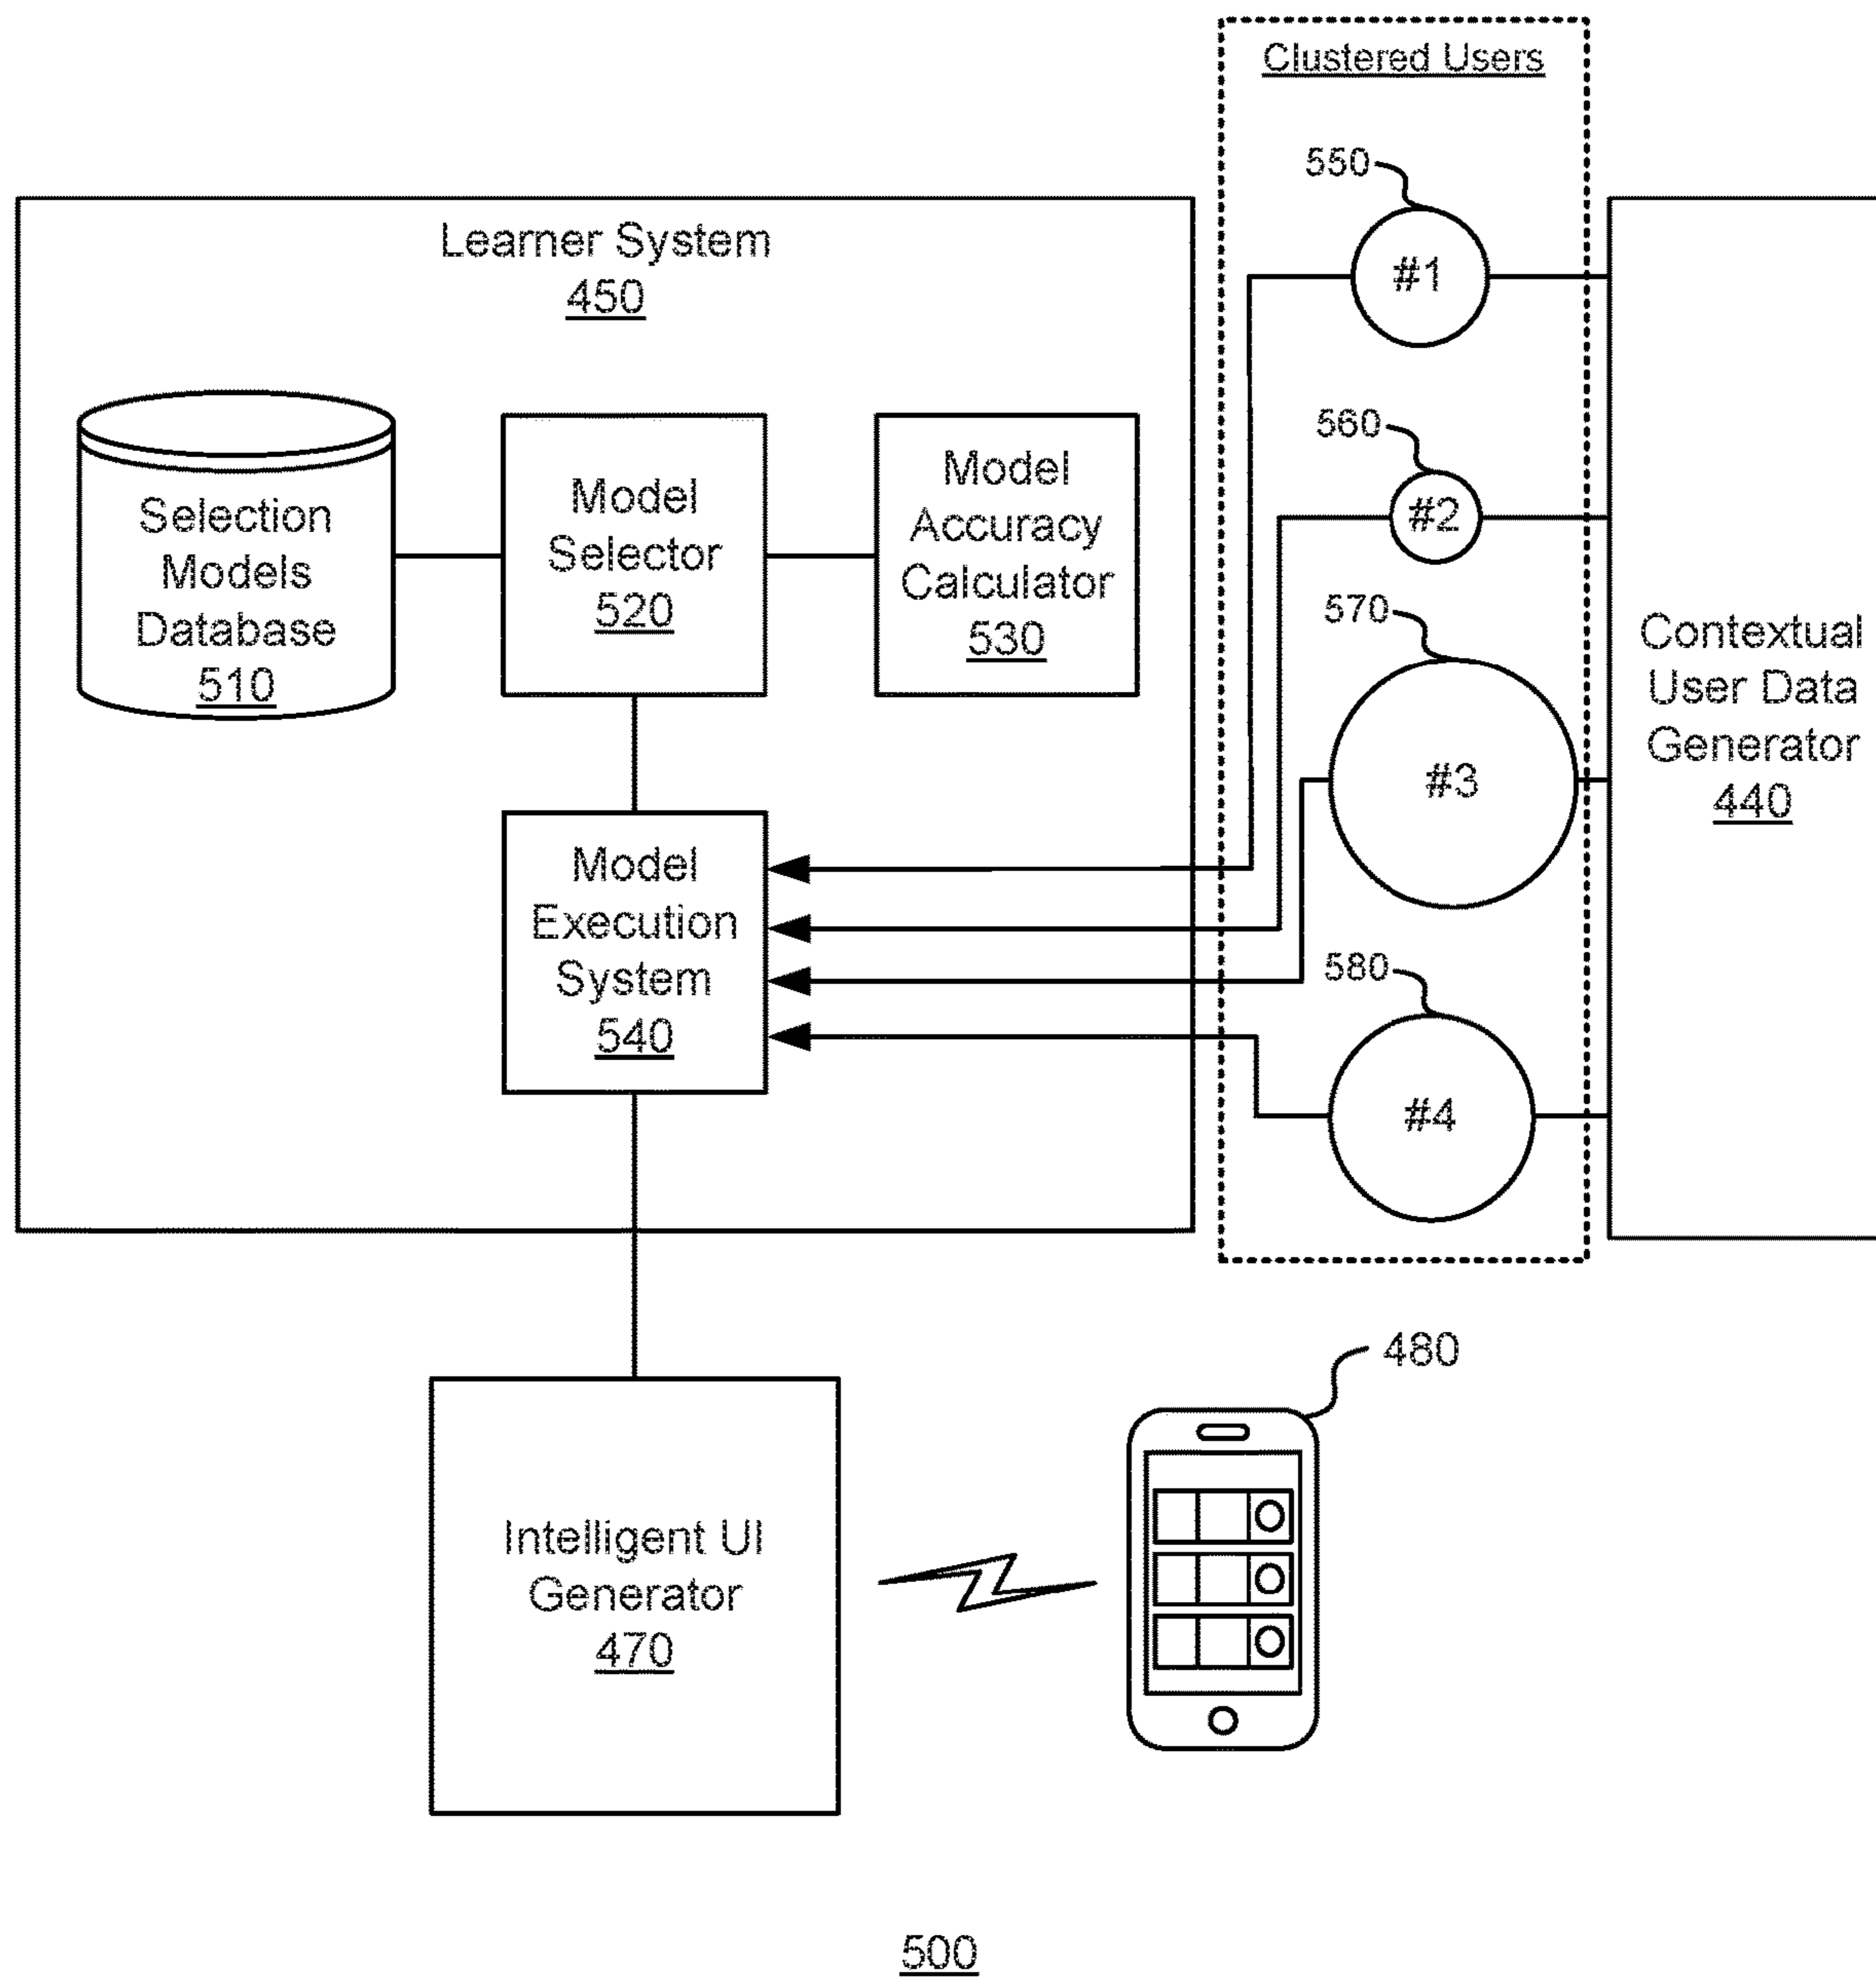 Clustered Users
550
#1
Learner System
450
560
#2
Selection
Models
Database
510
Model
Selector
520
Model
Accuracy
Calculator
530
570
#3
Contextual
User Data
Generator
440
Model
Execution
System
540
580
#4
480
Intelligent UI
Generator
470
500